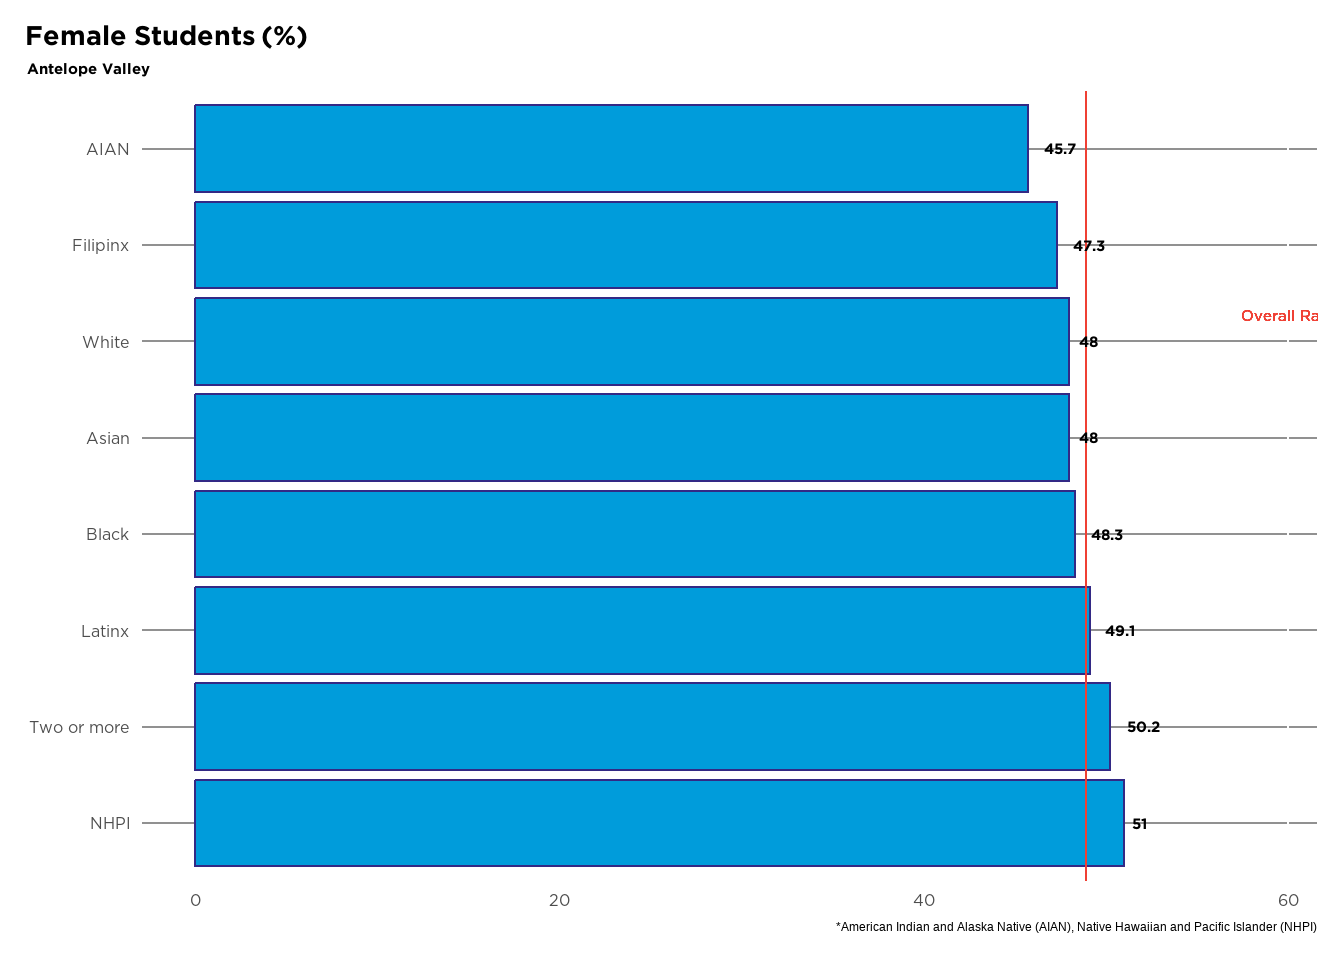 Female Students (%)
Antelope Valley
AIAN 45.7
Filipinx 47.3
Overall Ra
White 48
Asian 48
Black 48.3
Latinx 49.1
Two or more 50.2
NHPI 51
0 20 40 60
*American Indian and Alaska Native (AIAN), Native Hawaiian and Pacific Islander (NHPI)